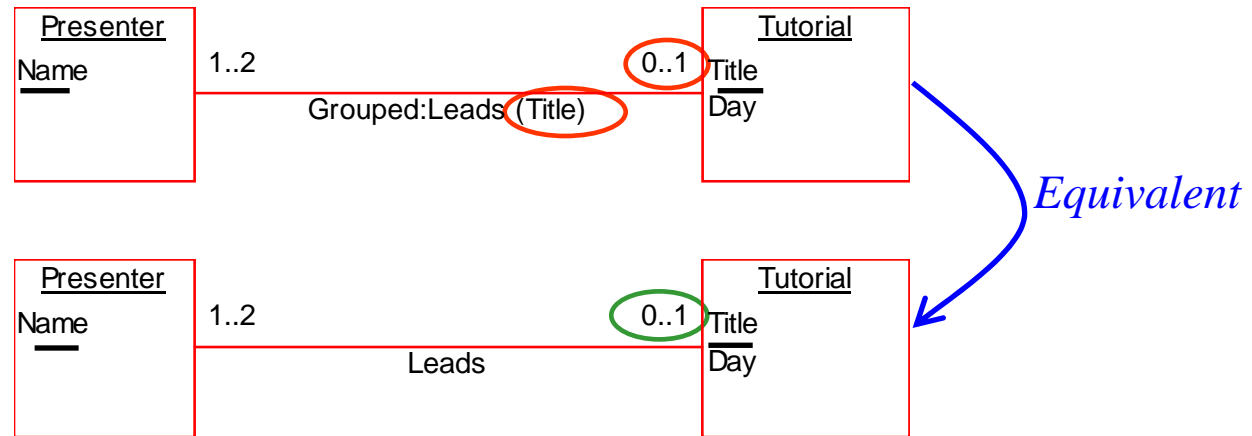 Presenter
Tutorial
Name
1..2
0..1
Title
Grouped:Leads (Title)
Day
Equivalent
Presenter
Tutorial
Name
1..2
0..1
Title
Leads
Day